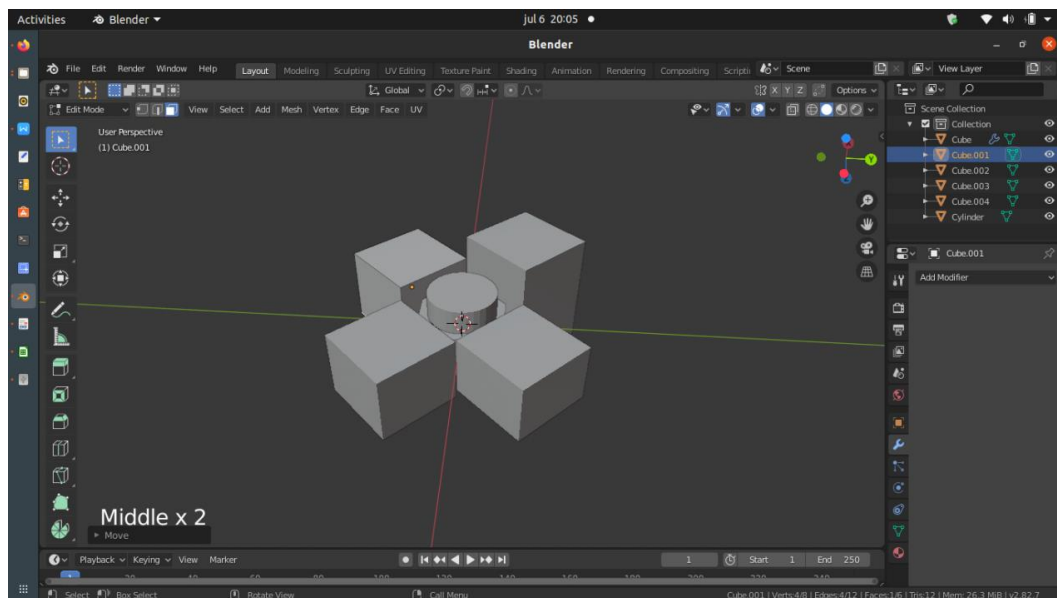 Activities Blender jul 6 20:05
Blender
File Edit Render Window Help Layout Modeling Sculpting UV Editing Texture Paint Shading Animation Rendering Compositing Scripti Scene View Layer
Global X Y Z Options
Edit Mode View Select Add Mesh Vertex Edge Face UV
Scene Collection
Collection
Cube
Cube.001
Cube.002
Cube.003
Cube.004
Cylinder
User Perspective
(1) Cube.001
Y
Cube.001
Add Modifier
Middle x 2
Move
Playback Keying View Marker 1 Start 1 End 250
Select Box Select Rotate View Call Menu Cube.001 | Verts:4/8 | Edges:4/12 | Faces:1/6 | Tris:12 | Mem: 26.3 MiB | v2.82.7